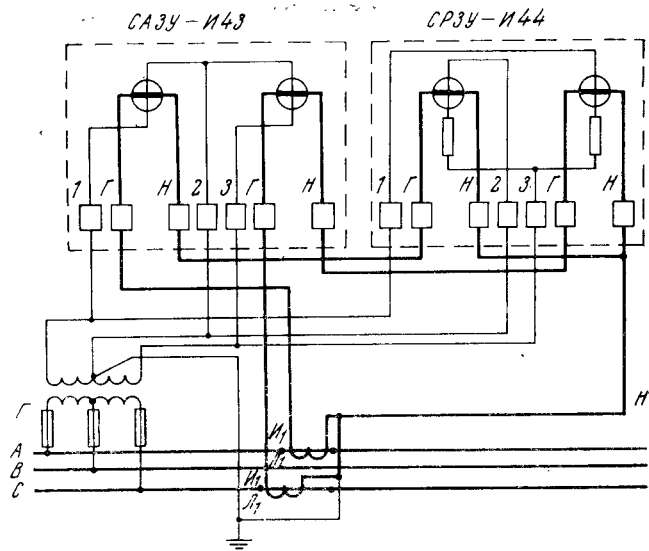 САЗУ – И43 СРЗУ – И44
1 Г Н 2 3 Г Н 1 Г Н 2 3 Г Н
Г
Н
А И₁
Л₁
В
С И₁
Л₁